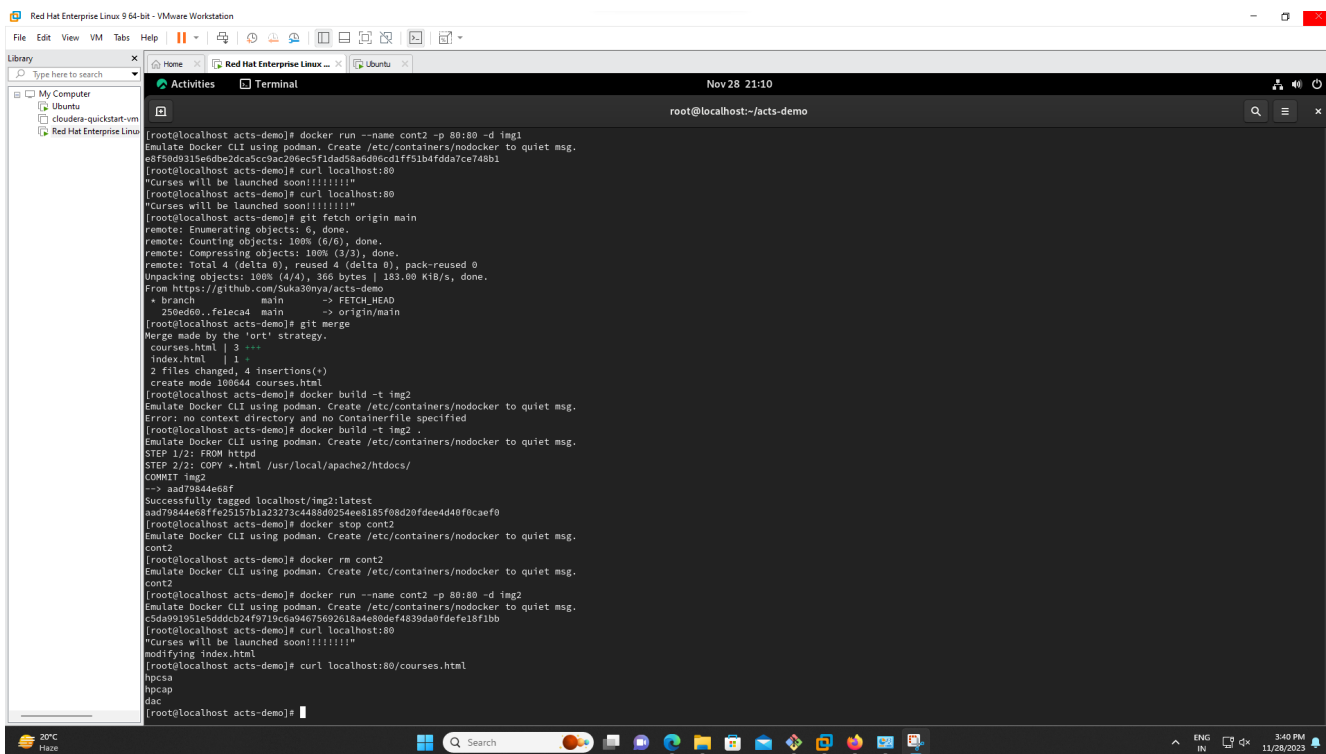 Red Hat Enterprise Linux 9 64-bit - VMware Workstation
File Edit View VM Tabs Help
Library
Type here to search
My Computer
Ubuntu
cloudera-quickstart-vm
Red Hat Enterprise Linu
Home Red Hat Enterprise Linux ... Ubuntu
Activities Terminal Nov 28 21:10
root@localhost:~/acts-demo
[root@localhost acts-demo]# docker run --name cont2 -p 80:80 -d img1
Emulate Docker CLI using podman. Create /etc/containers/nodocker to quiet msg.
e8f50d9315e6dbe2dca5cc9ac206ec5f1dad58a6d06cd1ff51b4fdda7ce748b1
[root@localhost acts-demo]# curl localhost:80
"Curses will be launched soon!!!!!!!!"
[root@localhost acts-demo]# curl localhost:80
"Curses will be launched soon!!!!!!!!"
[root@localhost acts-demo]# git fetch origin main
remote: Enumerating objects: 6, done.
remote: Counting objects: 100% (6/6), done.
remote: Compressing objects: 100% (3/3), done.
remote: Total 4 (delta 0), reused 4 (delta 0), pack-reused 0
Unpacking objects: 100% (4/4), 366 bytes | 183.00 KiB/s, done.
From https://github.com/Suka30nya/acts-demo
* branch main -> FETCH_HEAD
250ed60..fe1eca4 main -> origin/main
[root@localhost acts-demo]# git merge
Merge made by the 'ort' strategy.
courses.html | 3 +++
index.html | 1 +
2 files changed, 4 insertions(+)
create mode 100644 courses.html
[root@localhost acts-demo]# docker build -t img2
Emulate Docker CLI using podman. Create /etc/containers/nodocker to quiet msg.
Error: no context directory and no Containerfile specified
[root@localhost acts-demo]# docker build -t img2 .
Emulate Docker CLI using podman. Create /etc/containers/nodocker to quiet msg.
STEP 1/2: FROM httpd
STEP 2/2: COPY *.html /usr/local/apache2/htdocs/
COMMIT img2
--> aad79844e68f
Successfully tagged localhost/img2:latest
aad79844e68ffe25157b1a23273c4488d0254ee8185f08d20fdee4d40f0caef0
[root@localhost acts-demo]# docker stop cont2
Emulate Docker CLI using podman. Create /etc/containers/nodocker to quiet msg.
cont2
[root@localhost acts-demo]# docker rm cont2
Emulate Docker CLI using podman. Create /etc/containers/nodocker to quiet msg.
cont2
[root@localhost acts-demo]# docker run --name cont2 -p 80:80 -d img2
Emulate Docker CLI using podman. Create /etc/containers/nodocker to quiet msg.
c5da991951e5dddcb24f9719c6a94675692618a4e80def4839da0fdefe18f1bb
[root@localhost acts-demo]# curl localhost:80
"Curses will be launched soon!!!!!!!!"
modifying index.html
[root@localhost acts-demo]# curl localhost:80/courses.html
hpcsa
hpcap
dac
[root@localhost acts-demo]#
20°C
Haze
Search
ENG
IN
3:40 PM
11/28/2023